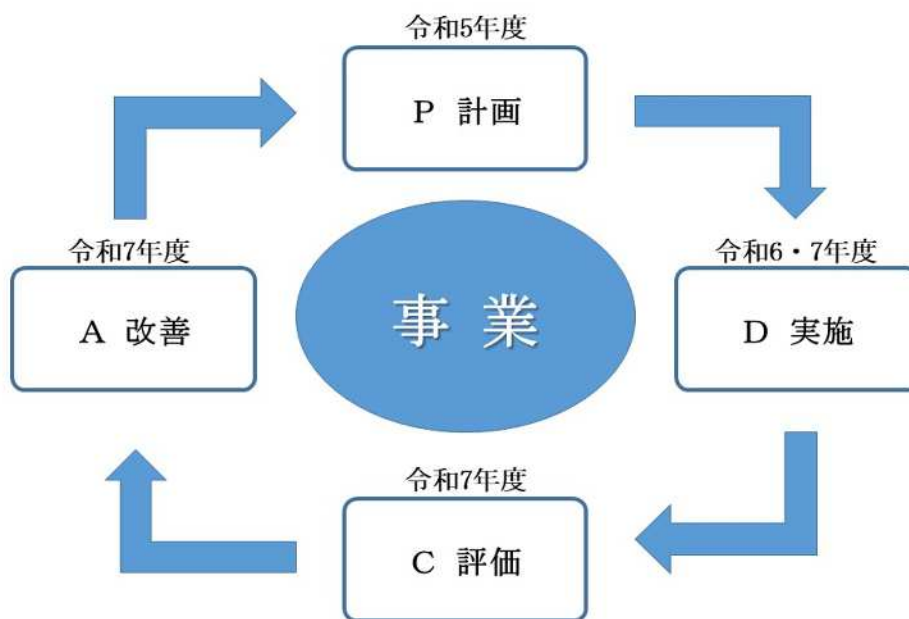 令和5年度
P 計画
令和7年度
A 改善
事 業
令和6・7年度
D 実施
令和7年度
C 評価